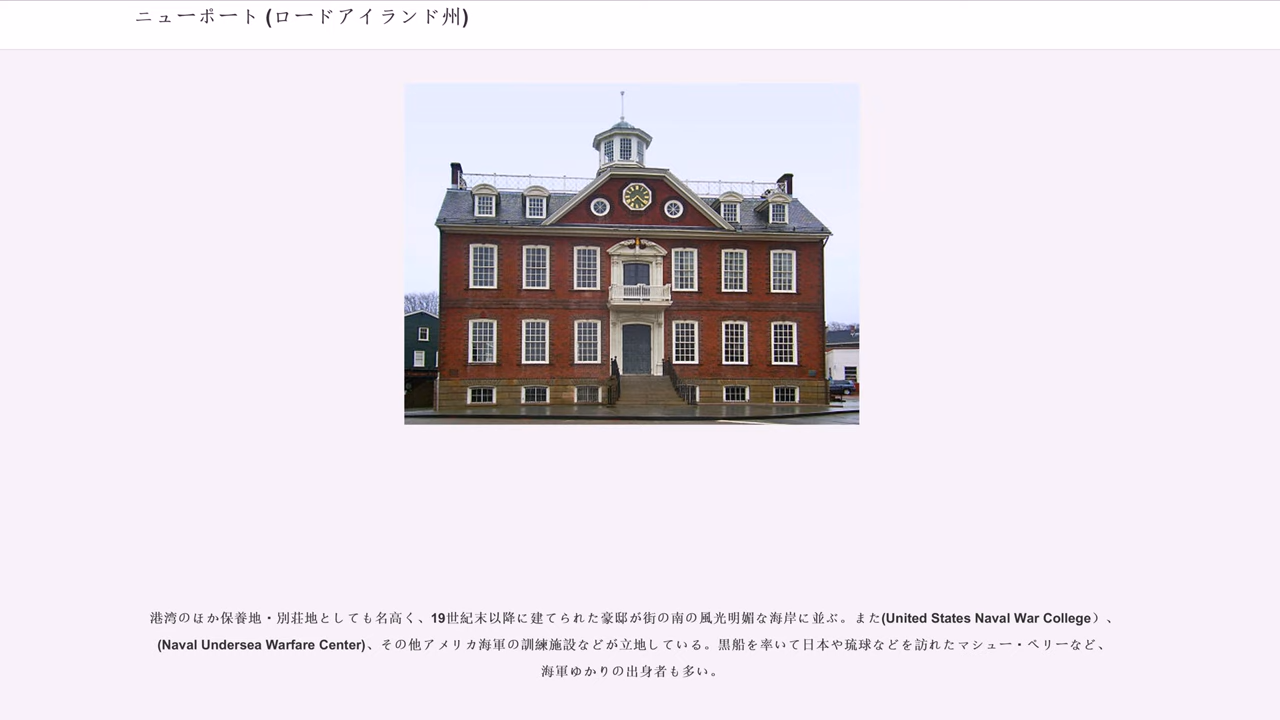 ニューポート (ロードアイランド州)
港湾のほか保養地・別荘地としても名高く、19世紀末以降に建てられた豪邸が街の南の風光明媚な海岸に並ぶ。また(United States Naval War College）、
(Naval Undersea Warfare Center)、その他アメリカ海軍の訓練施設などが立地している。黒船を率いて日本や琉球などを訪れたマシュー・ペリーなど、
海軍ゆかりの出身者も多い。